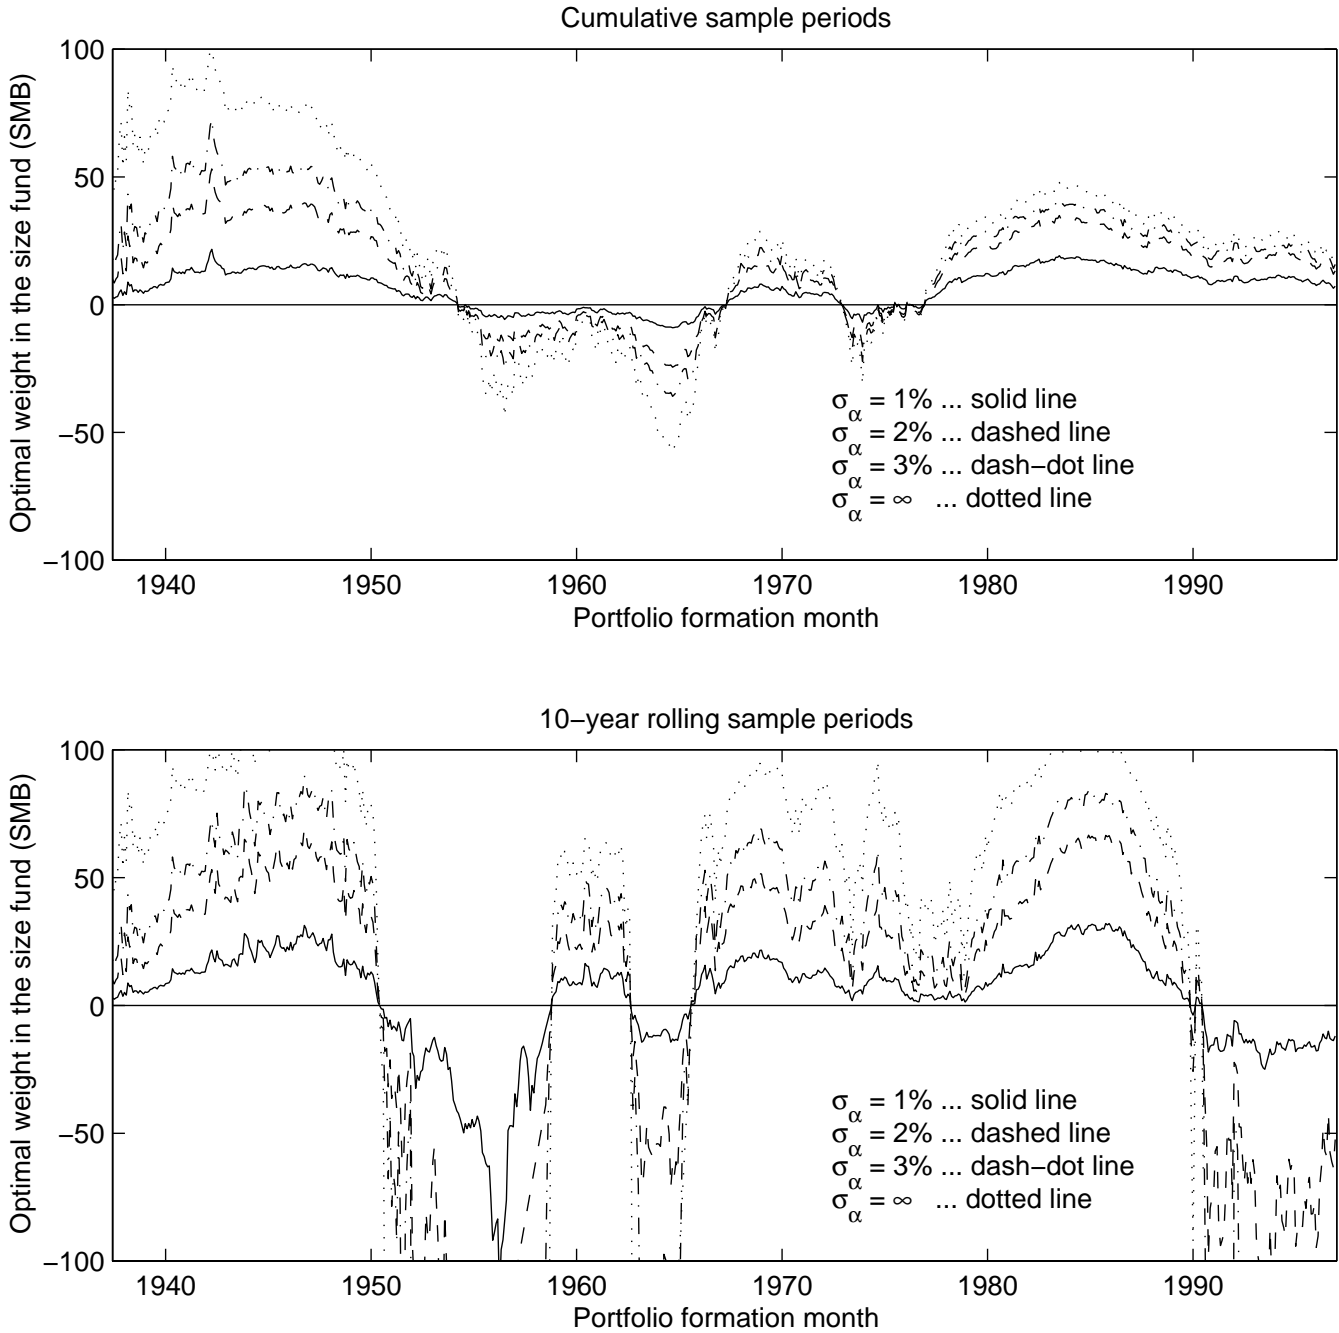 Cumulative sample periods
Optimal weight in the size fund (SMB)
100
50
0
−50
−100
σα = 1% ... solid line
σα = 2% ... dashed line
σα = 3% ... dash−dot line
σα = ∞ ... dotted line
1940 1950 1960 1970 1980 1990
Portfolio formation month
10−year rolling sample periods
Optimal weight in the size fund (SMB)
100
50
0
−50
−100
σα = 1% ... solid line
σα = 2% ... dashed line
σα = 3% ... dash−dot line
σα = ∞ ... dotted line
1940 1950 1960 1970 1980 1990
Portfolio formation month